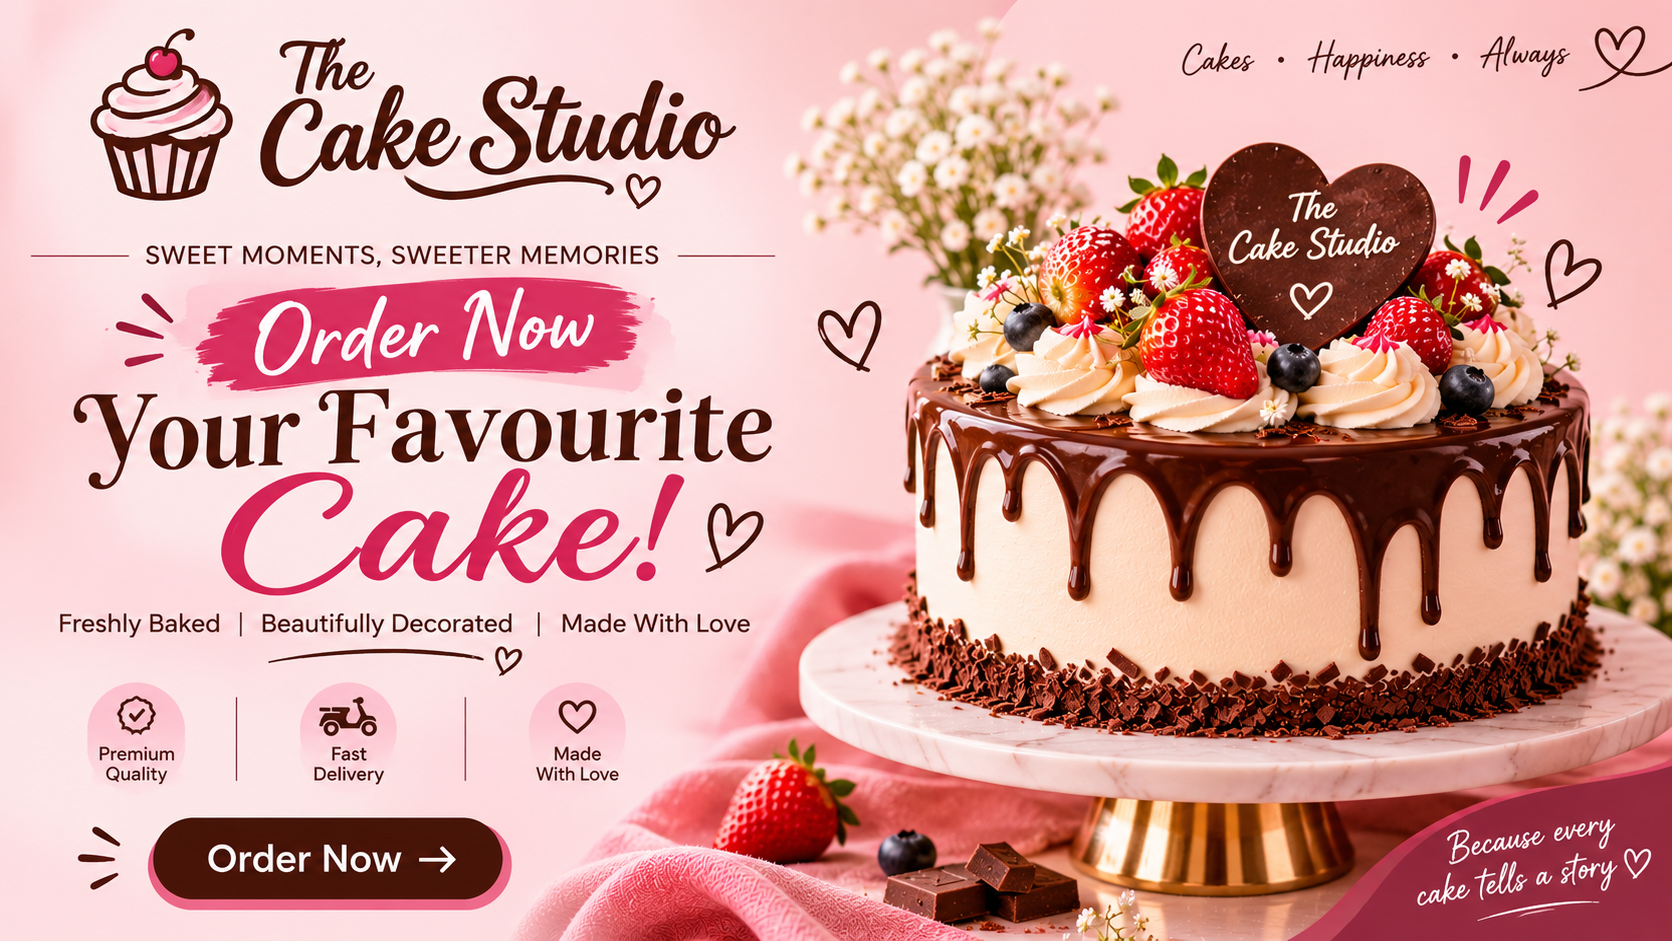 The
Cake Studio
SWEET MOMENTS, SWEETER MEMORIES
Order Now
Your Favourite
Cake!
Freshly Baked | Beautifully Decorated | Made With Love
Premium
Quality
Fast
Delivery
Made
With Love
Order Now →
Cakes • Happiness • Always
The
Cake Studio
Because every
cake tells a story